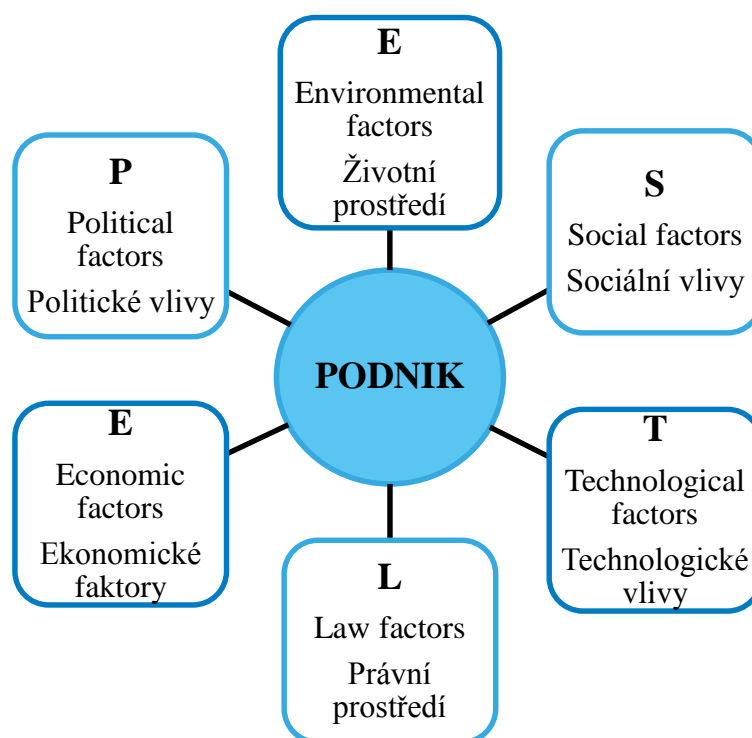 E
Environmental
factors
Životní
prostředí
P
Political
factors
Politické vlivy
S
Social factors
Sociální vlivy
PODNIK
E
Economic
factors
Ekonomické
faktory
T
Technological
factors
Technologické
vlivy
L
Law factors
Právní
prostředí